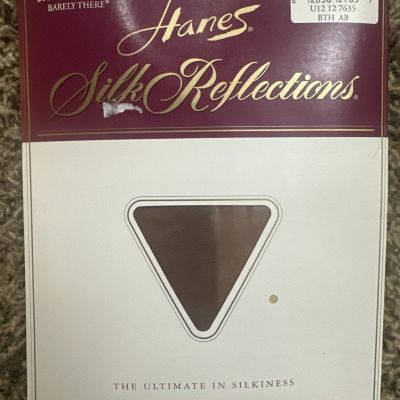 BARELY THERE®
U12 12 7635
BTH AB
Hanes®
Silk Reflections®
THE ULTIMATE IN SILKINESS